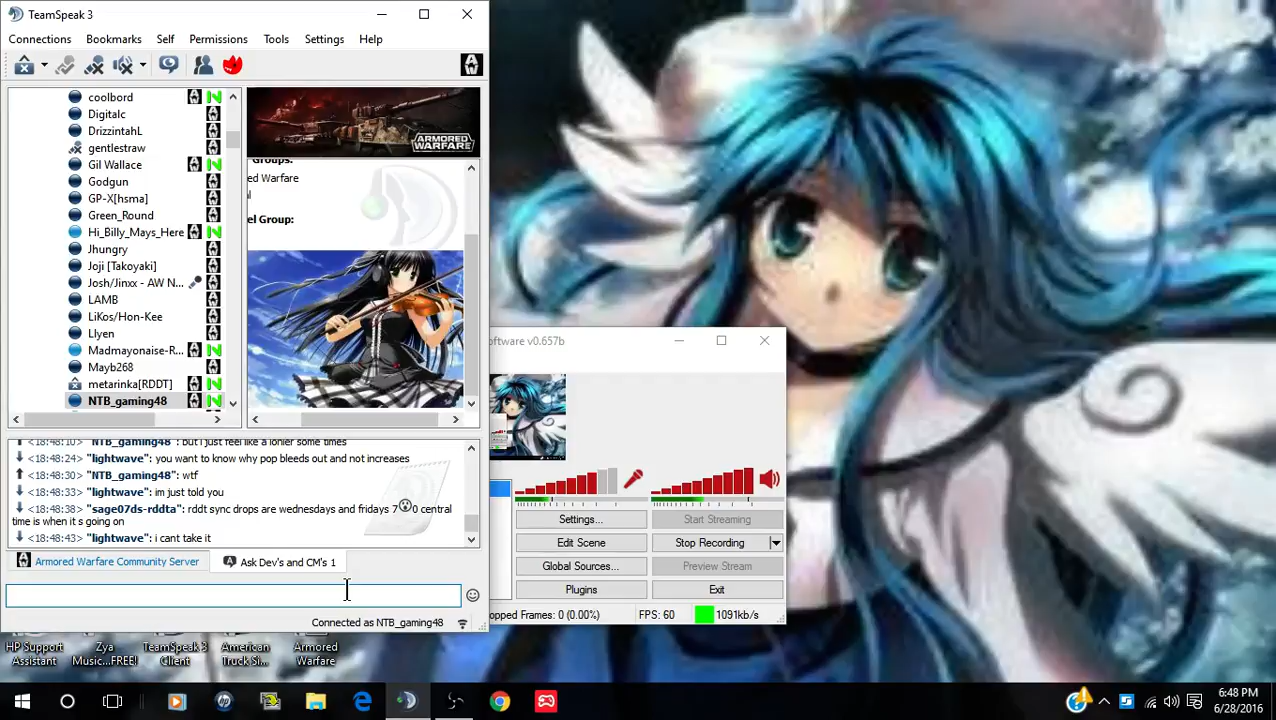 TeamSpeak 3
Connections Bookmarks Self Permissions Tools Settings Help
coolbord
Digitalc
DrizzintahL
gentlestraw
Gil Wallace
Godgun
GP-X[hsma]
Green_Round
Hi_Billy_Mays_Here
Jhungry
Joji [Takoyaki]
Josh/Jinxx - AW N...
LAMB
LiKos/Hon-Kee
Llyen
Madmayonaise-R...
Mayb268
metarinka[RDDT]
NTB_gaming48
ARMORED
WARFARE
Groups:
ed Warfare
el Group:
<18:48:10> "NTB_gaming48": but i just feel like a lonler some times
<18:48:24> "lightwave": you want to know why pop bleeds out and not increases
<18:48:30> "NTB_gaming48": wtf
<18:48:33> "lightwave": im just told you
<18:48:38> "sage07ds-rddta": rddt sync drops are wednesdays and fridays 7 0 central
time is when it s going on
<18:48:43> "lightwave": i cant take it
Armored Warfare Community Server
Ask Dev's and CM's 1
Connected as NTB_gaming48
oftware v0.657b
Settings...
Start Streaming
Edit Scene
Stop Recording
Global Sources...
Preview Stream
Plugins
Exit
opped Frames: 0 (0.00%)
FPS: 60
1091kb/s
HP Support
Assistant
Zya
Music...FREE!
TeamSpeak 3
Client
American
Truck Si...
Armored
Warfare
6:48 PM
6/28/2016